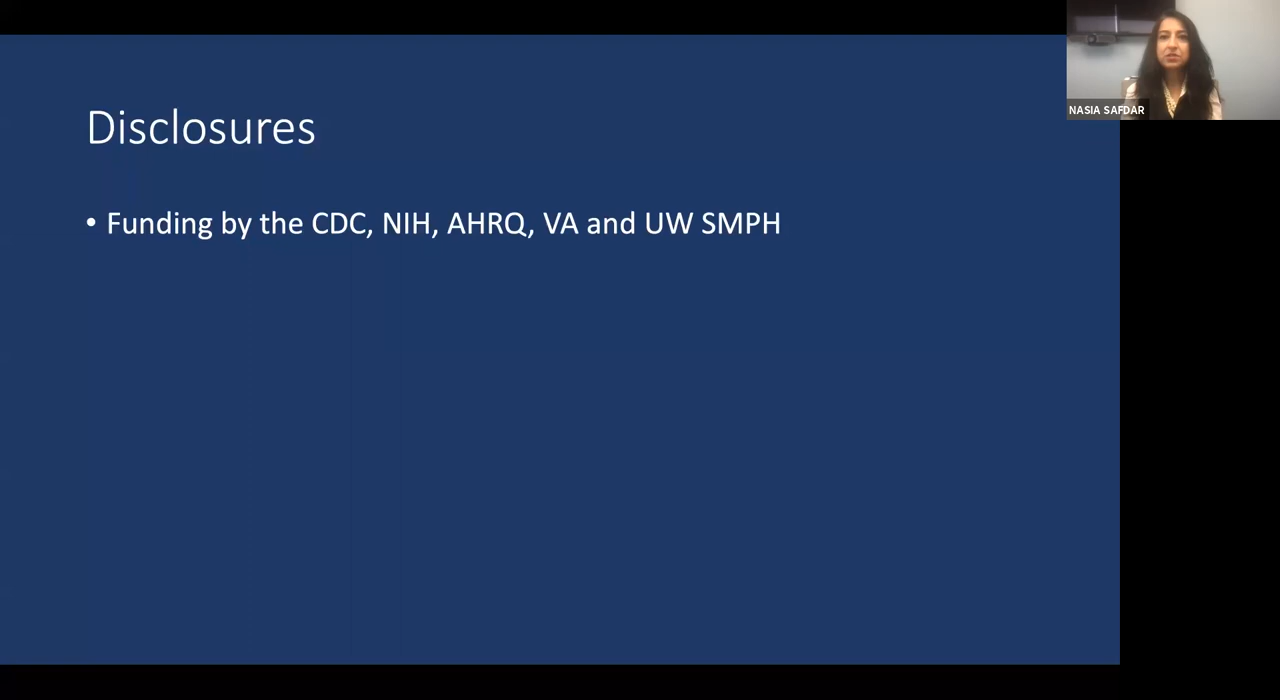 Disclosures
• Funding by the CDC, NIH, AHRQ, VA and UW SMPH
NASIA SAFDAR